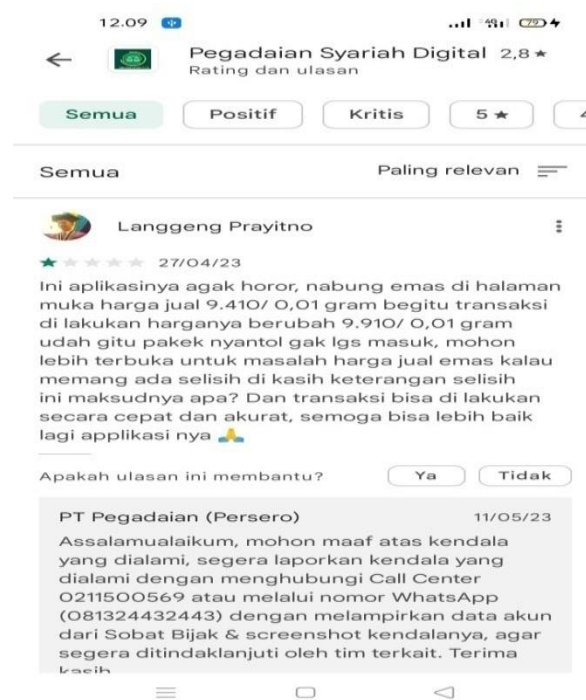 12.09
4G
79
Pegadaian Syariah Digital 2,8★
Rating dan ulasan
Semua
Positif
Kritis
5 ★
Semua
Paling relevan
Langgeng Prayitno
27/04/23
Ini aplikasinya agak horor, nabung emas di halaman
muka harga jual 9.410/ 0,01 gram begitu transaksi
di lakukan harganya berubah 9.910/ 0,01 gram
udah gitu pakek nyantol gak lgs masuk, mohon
lebih terbuka untuk masalah harga jual emas kalau
memang ada selisih di kasih keterangan selisih
ini maksudnya apa? Dan transaksi bisa di lakukan
secara cepat dan akurat, semoga bisa lebih baik
lagi applikasi nya 🙏
Apakah ulasan ini membantu?
Ya
Tidak
PT Pegadaian (Persero)
11/05/23
Assalamualaikum, mohon maaf atas kendala
yang dialami, segera laporkan kendala yang
dialami dengan menghubungi Call Center
0211500569 atau melalui nomor WhatsApp
(081324432443) dengan melampirkan data akun
dari Sobat Bijak & screenshot kendalanya, agar
segera ditindaklanjuti oleh tim terkait. Terima
kasih